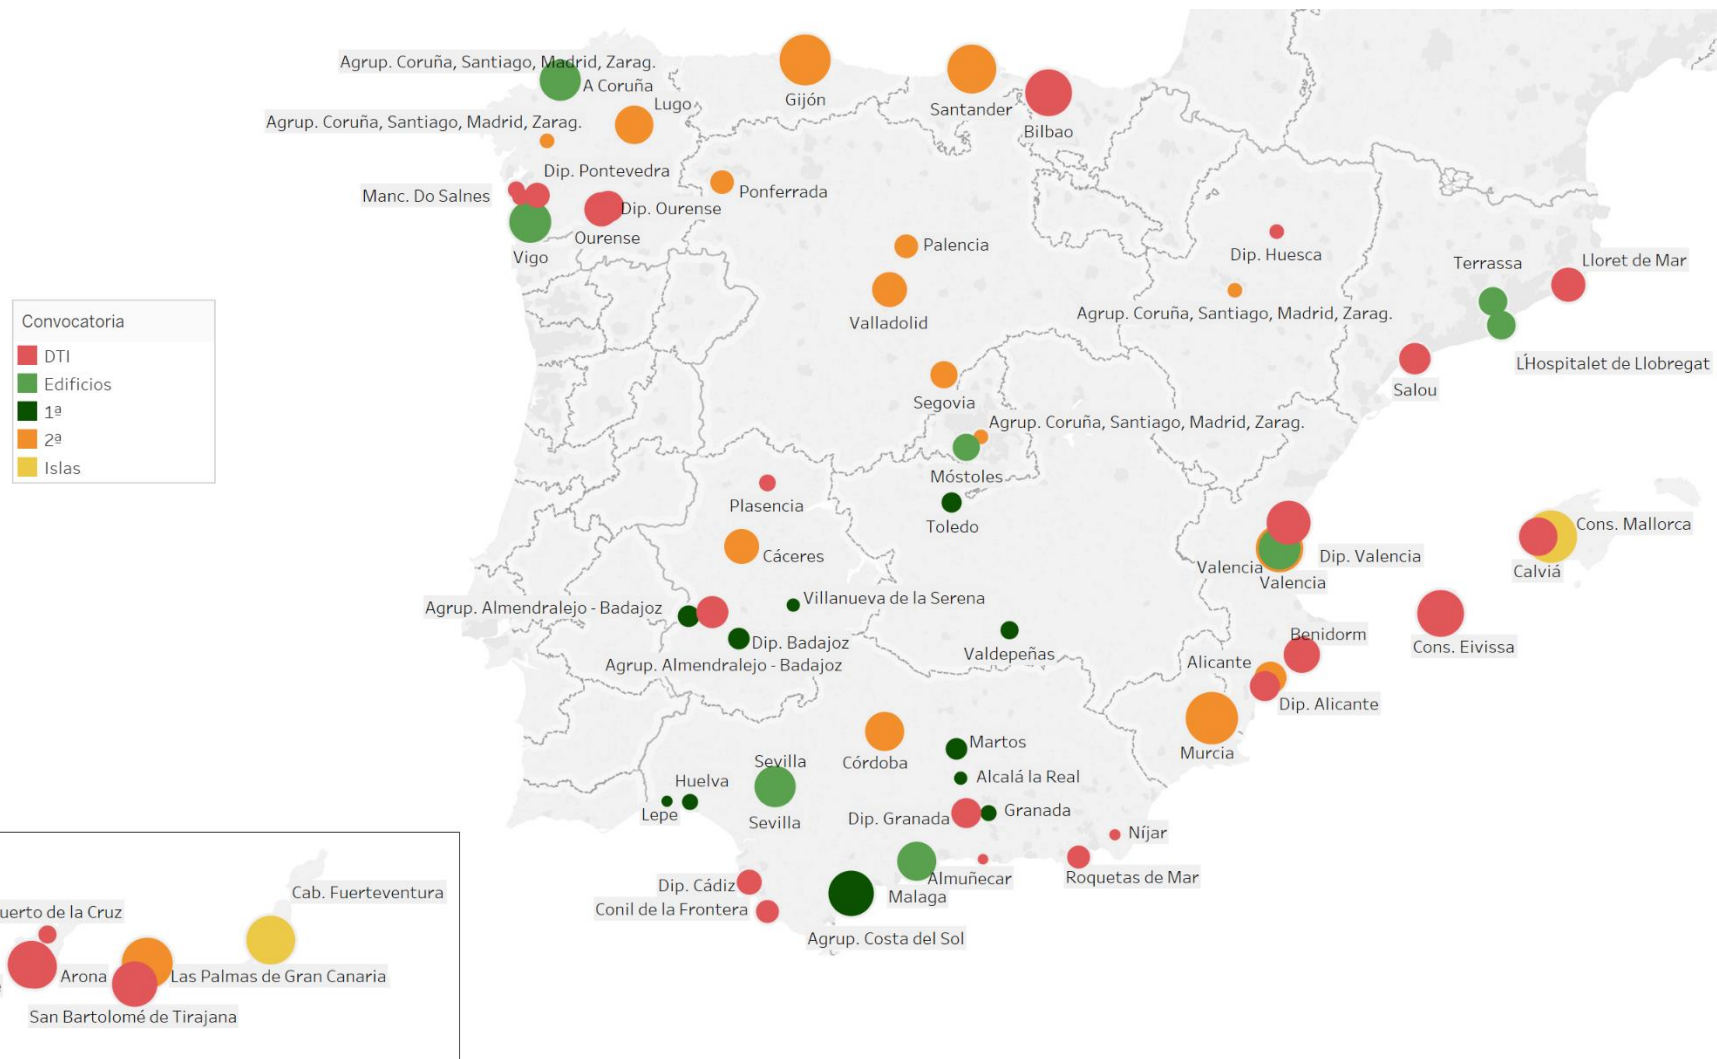 Agrup. Coruña, Santiago, Madrid, Zarag.
A Coruña
Gijón
Santander
Bilbao
Lugo
Agrup. Coruña, Santiago, Madrid, Zarag.
Dip. Pontevedra
Manc. Do Salnes
Ponferrada
Dip. Ourense
Ourense
Vigo
Palencia
Valladolid
Dip. Huesca
Agrup. Coruña, Santiago, Madrid, Zarag.
Terrassa
Lloret de Mar
L'Hospitalet de Llobregat
Salou
Convocatoria
DTI
Edificios
1ª
2ª
Islas
Segovia
Agrup. Coruña, Santiago, Madrid, Zarag.
Móstoles
Toledo
Plasencia
Cáceres
Villanueva de la Serena
Agrup. Almendralejo - Badajoz
Dip. Badajoz
Agrup. Almendralejo - Badajoz
Valdepeñas
Dip. Valencia
Valencia
Valencia
Cons. Mallorca
Calviá
Cons. Eivissa
Benidorm
Alicante
Dip. Alicante
Murcia
Córdoba
Martos
Alcalá la Real
Sevilla
Sevilla
Huelva
Lepe
Dip. Granada
Granada
Níjar
Roquetas de Mar
Almuñecar
Malaga
Dip. Cádiz
Conil de la Frontera
Agrup. Costa del Sol
Cab. Fuerteventura
uerto de la Cruz
Arona
Las Palmas de Gran Canaria
San Bartolomé de Tirajana